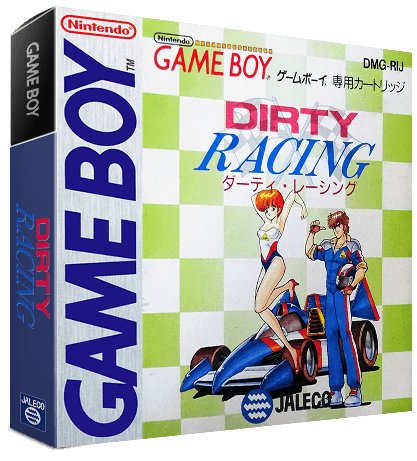 Nintendo
GAME BOY
TM
GAME BOY
DIRTY
RACING
JALECO
Nintendo
GAME BOY®
ゲームボーイ 専用カートリッジ
DMG-RIJ
DIRTY
RACING
ダーティ・レーシング
JALECO